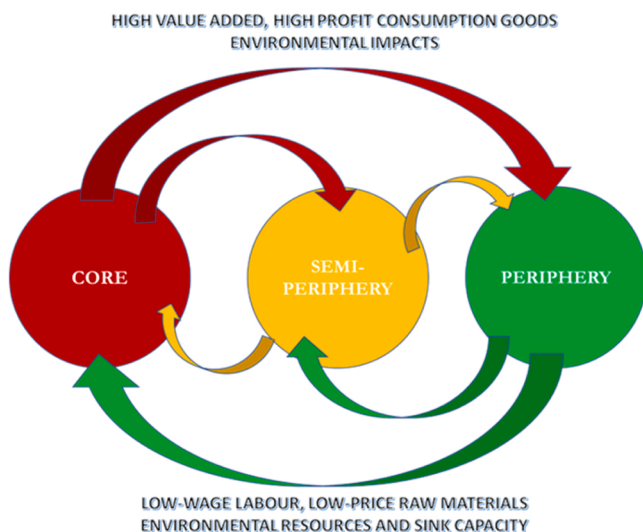 HIGH VALUE ADDED, HIGH PROFIT CONSUMPTION GOODS
ENVIRONMENTAL IMPACTS
CORE
SEMI-
PERIPHERY
PERIPHERY
LOW-WAGE LABOUR, LOW-PRICE RAW MATERIALS
ENVIRONMENTAL RESOURCES AND SINK CAPACITY